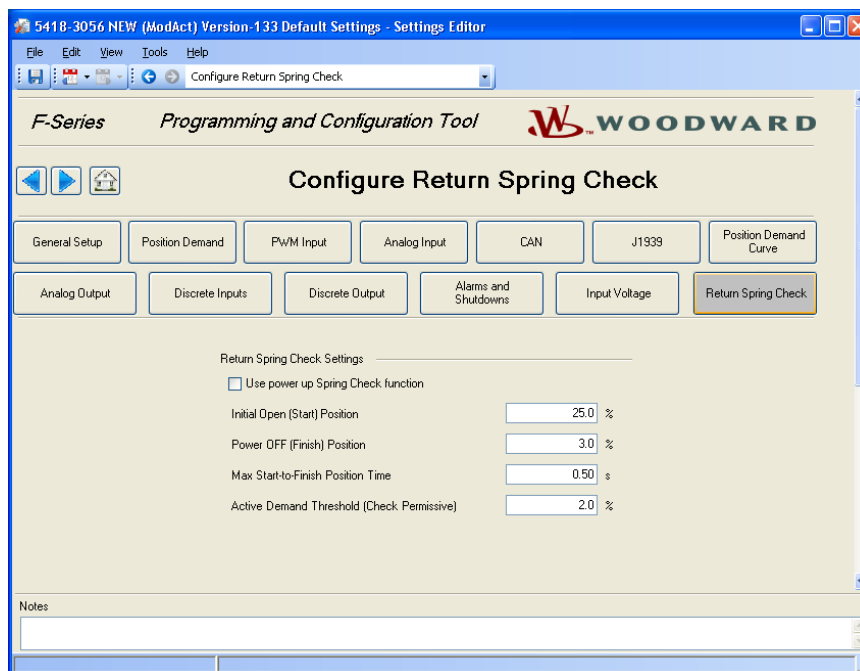 5418-3056 NEW (ModAct) Version-133 Default Settings - Settings Editor
File Edit View Tools Help
Configure Return Spring Check
F-Series Programming and Configuration Tool WOODWARD
Configure Return Spring Check
General Setup Position Demand PWM Input Analog Input CAN J1939 Position Demand Curve
Analog Output Discrete Inputs Discrete Output Alarms and Shutdowns Input Voltage Return Spring Check
Return Spring Check Settings
Use power up Spring Check function
Initial Open (Start) Position 25.0 %
Power OFF (Finish) Position 3.0 %
Max Start-to-Finish Position Time 0.50 s
Active Demand Threshold (Check Permissive) 2.0 %
Notes